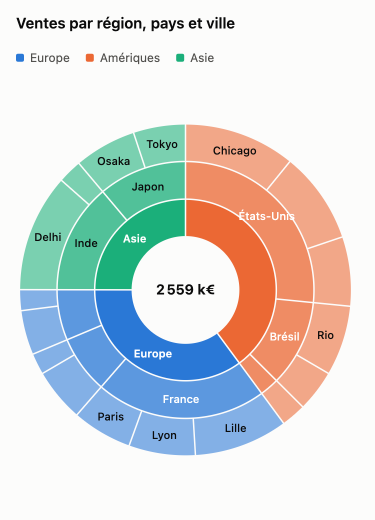 Ventes par région, pays et ville
Europe
Amériques
Asie
Tokyo
Chicago
Osaka
Japon
États-Unis
Delhi
Inde
Asie
2 559 k€
Brésil
Rio
Europe
France
Paris
Lyon
Lille